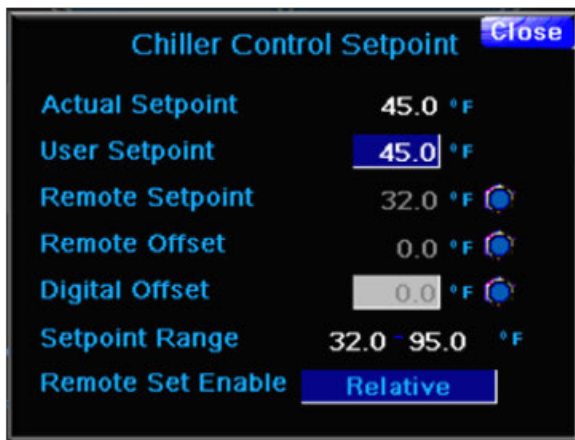 Close
Chiller Control Setpoint
Actual Setpoint 45.0 °F
User Setpoint 45.0 °F
Remote Setpoint 32.0 °F
Remote Offset 0.0 °F
Digital Offset 0.0 °F
Setpoint Range 32.0 - 95.0 °F
Remote Set Enable Relative